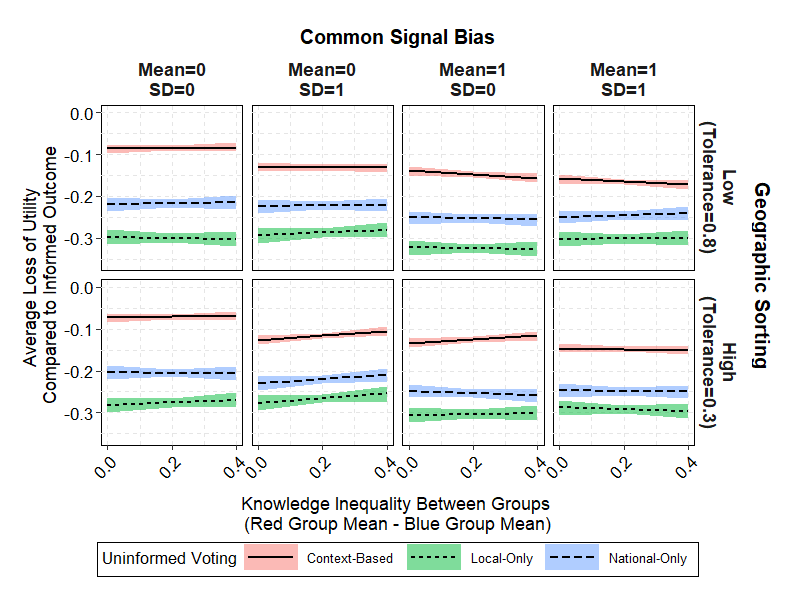 Common Signal Bias
Mean=0
SD=0
Mean=0
SD=1
Mean=1
SD=0
Mean=1
SD=1
Average Loss of Utility
Compared to Informed Outcome
0.0
-0.1
-0.2
-0.3
0.0
-0.1
-0.2
-0.3
Low
(Tolerance=0.8)
High
(Tolerance=0.3)
Geographic Sorting
0.0
0.2
0.4
0.0
0.2
0.4
0.0
0.2
0.4
0.0
0.2
0.4
Knowledge Inequality Between Groups
(Red Group Mean - Blue Group Mean)
Uninformed Voting
Context-Based
Local-Only
National-Only